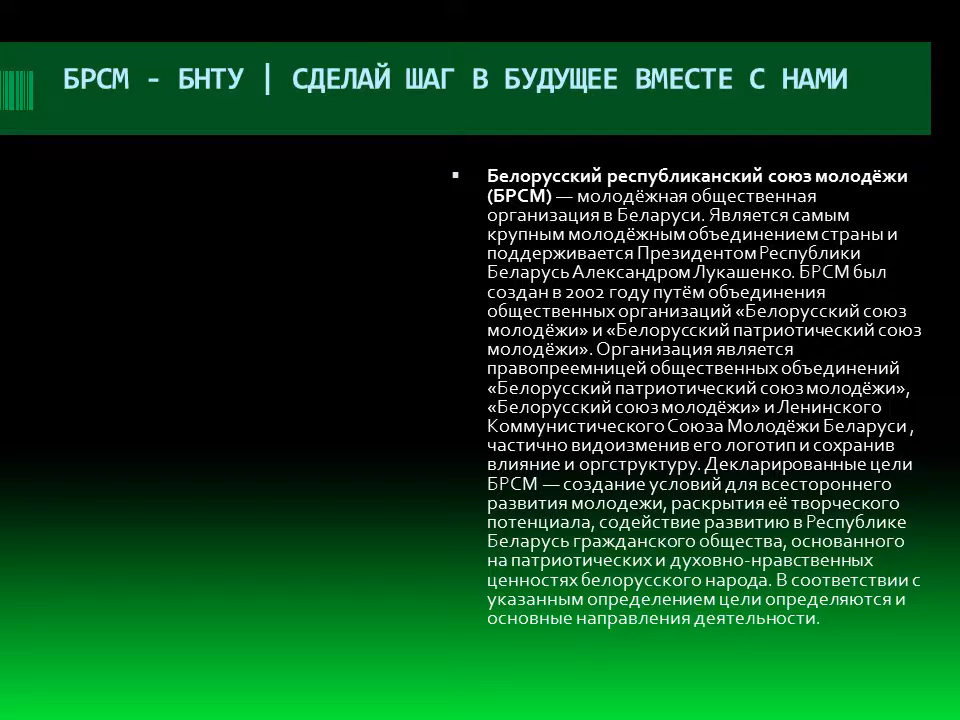 БРСМ - БНТУ | СДЕЛАЙ ШАГ В БУДУЩЕЕ ВМЕСТЕ С НАМИ
Белорусский республиканский союз молодёжи
(БРСМ) — молодёжная общественная
организация в Беларуси. Является самым
крупным молодёжным объединением страны и
поддерживается Президентом Республики
Беларусь Александром Лукашенко. БРСМ был
создан в 2002 году путём объединения
общественных организаций «Белорусский союз
молодёжи» и «Белорусский патриотический союз
молодёжи». Организация является
правопреемницей общественных объединений
«Белорусский патриотический союз молодёжи»,
«Белорусский союз молодёжи» и Ленинского
Коммунистического Союза Молодёжи Беларуси ,
частично видоизменив его логотип и сохранив
влияние и оргструктуру. Декларированные цели
БРСМ — создание условий для всестороннего
развития молодежи, раскрытия её творческого
потенциала, содействие развитию в Республике
Беларусь гражданского общества, основанного
на патриотических и духовно-нравственных
ценностях белорусского народа. В соответствии с
указанным определением цели определяются и
основные направления деятельности.